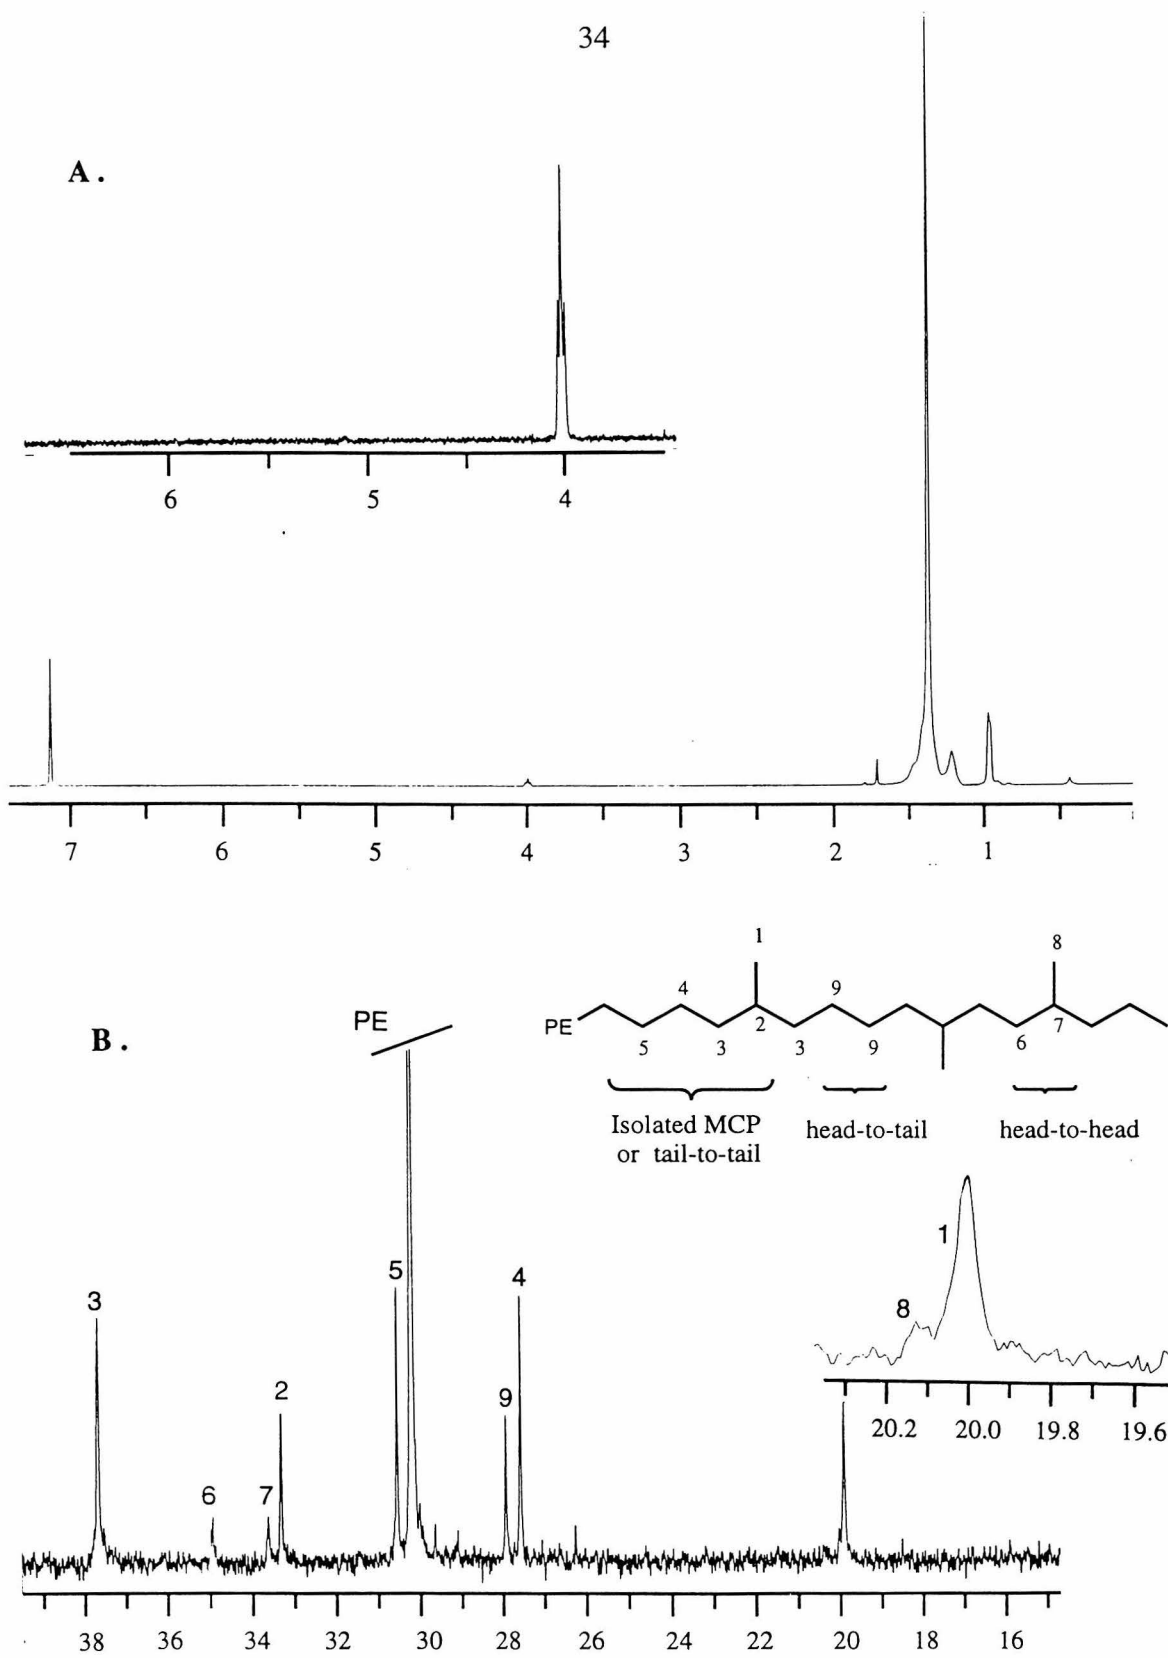 34
A.
6 5 4
7 6 5 4 3 2 1
B.
1 8
4 9
PE 2 7
5 3 3 9 6
Isolated MCP head-to-tail head-to-head
or tail-to-tail
PE
3
5
4
2
9
6 7
1
8
20.2 20.0 19.8 19.6
38 36 34 32 30 28 26 24 22 20 18 16